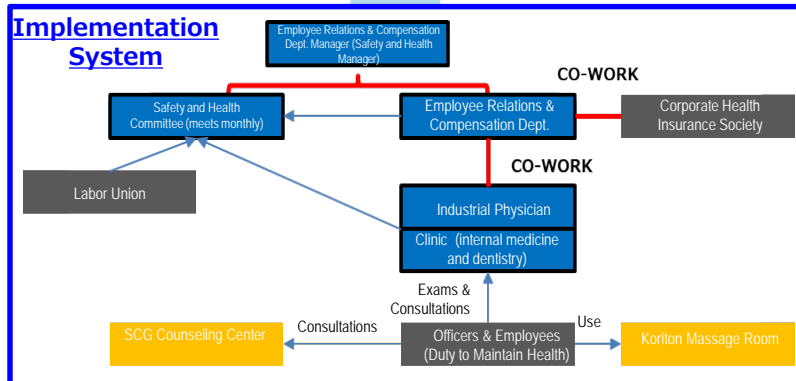 Implementation
System
Employee Relations & Compensation
Dept. Manager (Safety and Health
Manager)
CO-WORK
Safety and Health
Committee (meets monthly)
Employee Relations &
Compensation Dept.
Corporate Health
Insurance Society
CO-WORK
Labor Union
Industrial Physician
Clinic (internal medicine
and dentistry)
Exams &
Consultations
SCG Counseling Center
Consultations
Officers & Employees
(Duty to Maintain Health)
Use
Koriton Massage Room